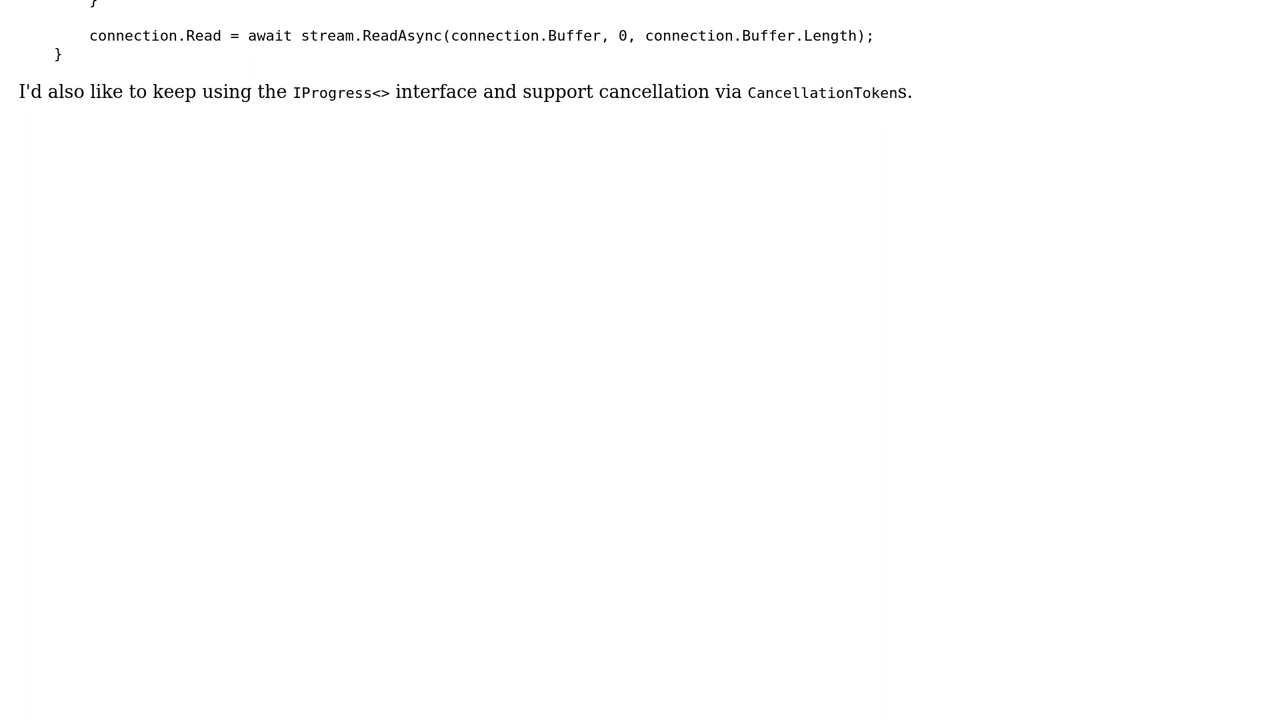 }
connection.Read = await stream.ReadAsync(connection.Buffer, 0, connection.Buffer.Length);
}
I'd also like to keep using the IProgress<> interface and support cancellation via CancellationTokens.